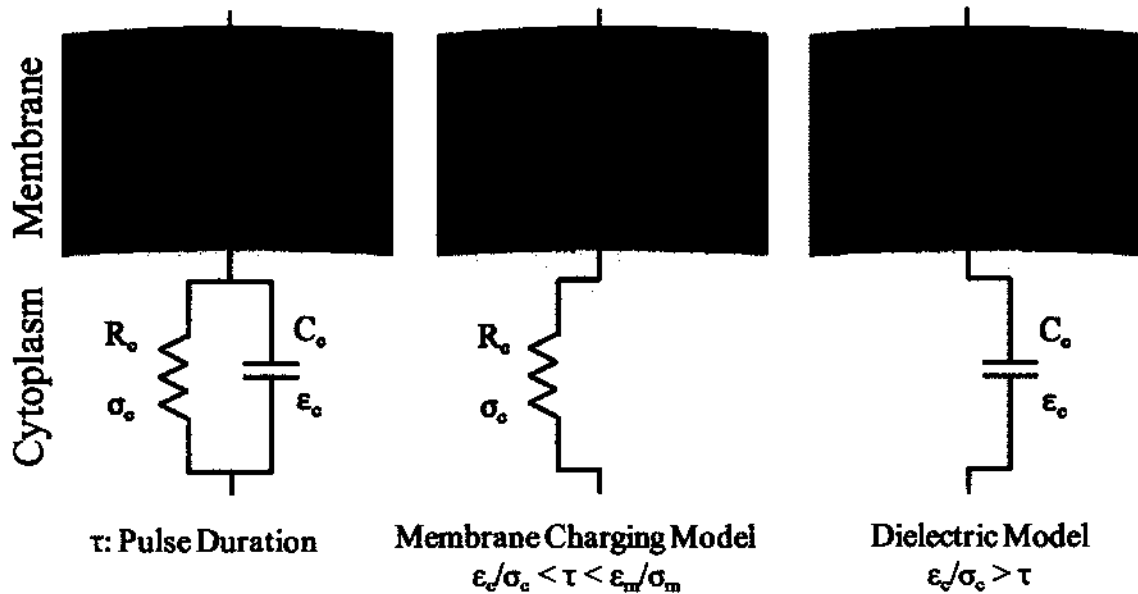 Membrane
Cytoplasm
R_c
C_c
σ_c
ε_c
R_c
σ_c
C_c
ε_c
τ: Pulse Duration
Membrane Charging Model
ε_c/σ_c < τ < ε_m/σ_m
Dielectric Model
ε_c/σ_c > τ